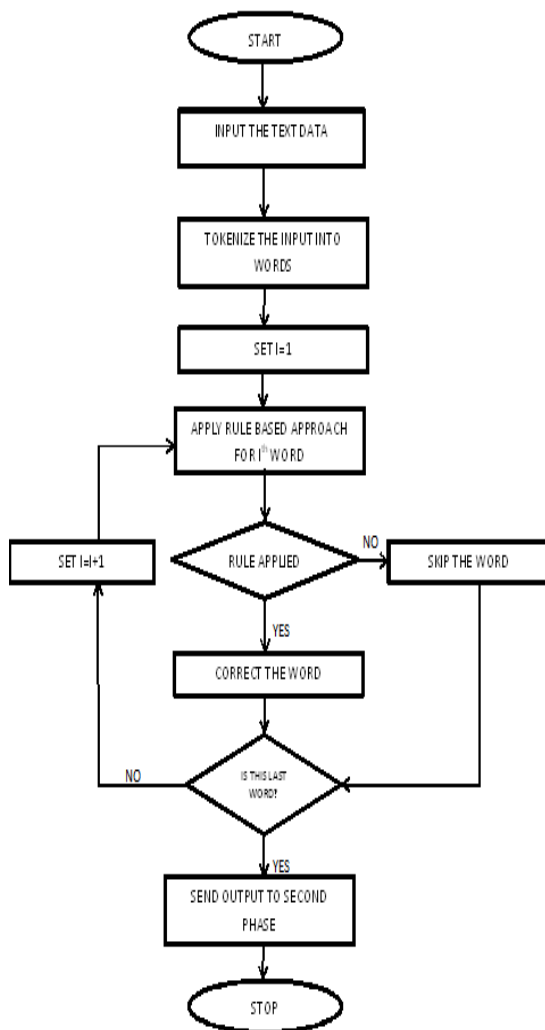 START
INPUT THE TEXT DATA
TOKENIZE THE INPUT INTO
WORDS
SET I=1
APPLY RULE BASED APPROACH
FOR Ith WORD
RULE APPLIED
NO
SKIP THE WORD
SET I=I+1
YES
CORRECT THE WORD
IS THIS LAST
WORD?
NO
YES
SEND OUTPUT TO SECOND
PHASE
STOP